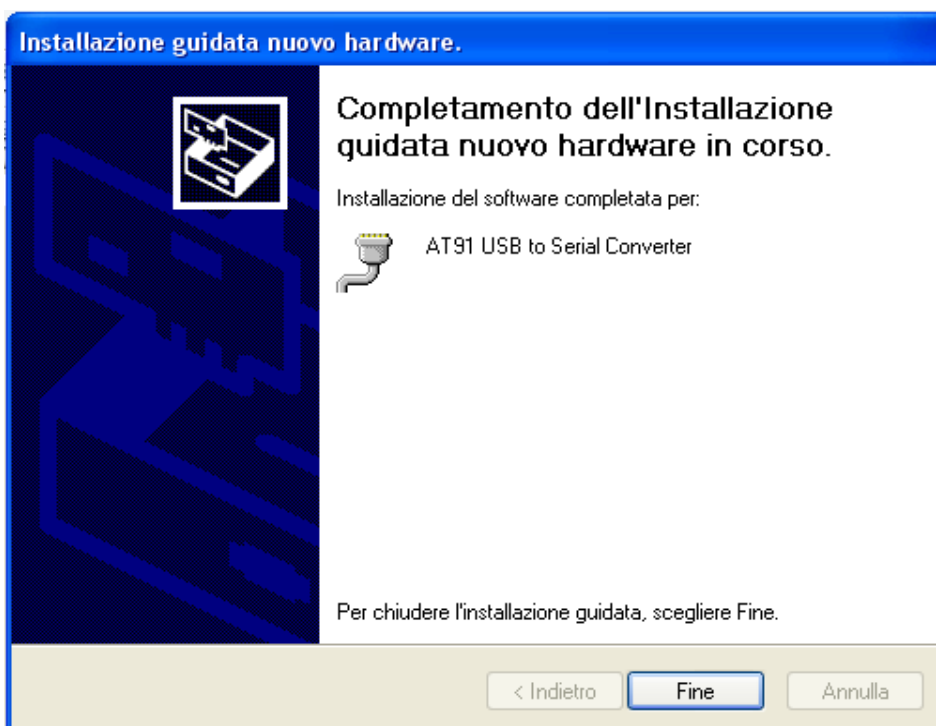 Installazione guidata nuovo hardware.
Completamento dell'Installazione
guidata nuovo hardware in corso.
Installazione del software completata per:
AT91 USB to Serial Converter
Per chiudere l'installazione guidata, scegliere Fine.
< Indietro
Fine
Annulla